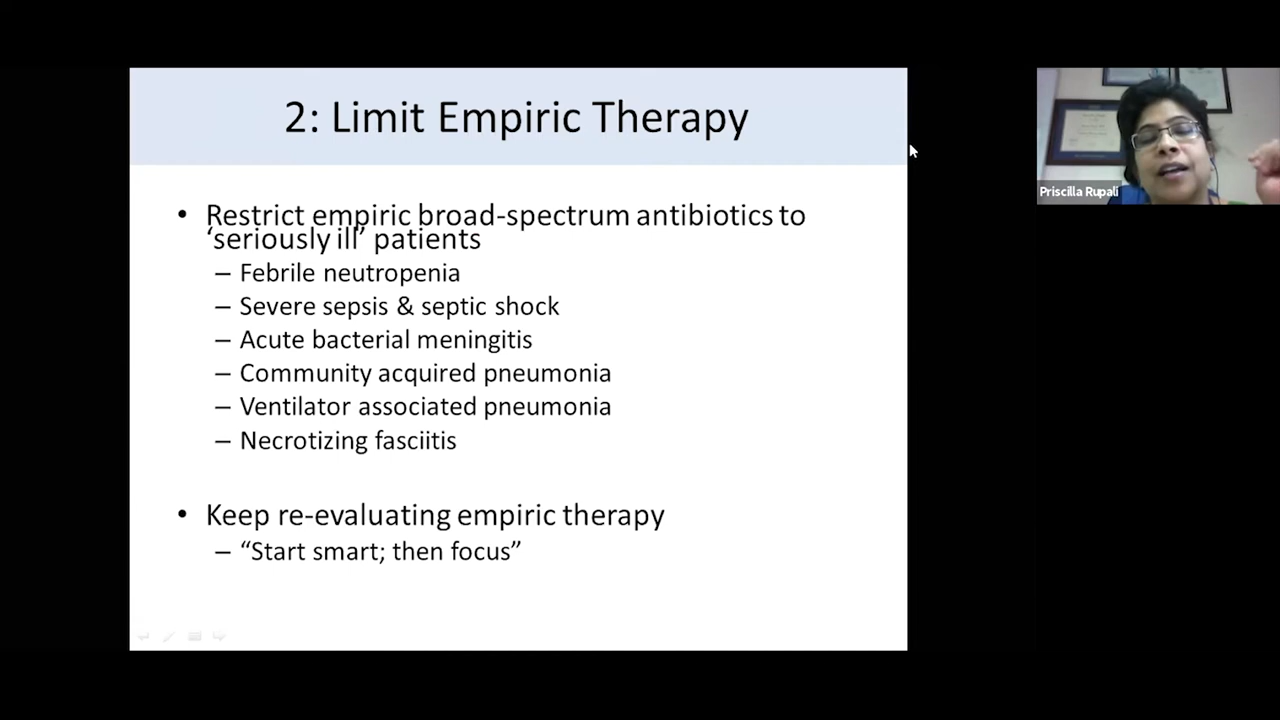 2: Limit Empiric Therapy
• Restrict empiric broad-spectrum antibiotics to
‘seriously ill’ patients
– Febrile neutropenia
– Severe sepsis & septic shock
– Acute bacterial meningitis
– Community acquired pneumonia
– Ventilator associated pneumonia
– Necrotizing fasciitis
• Keep re-evaluating empiric therapy
– “Start smart; then focus”
Priscilla Rupali